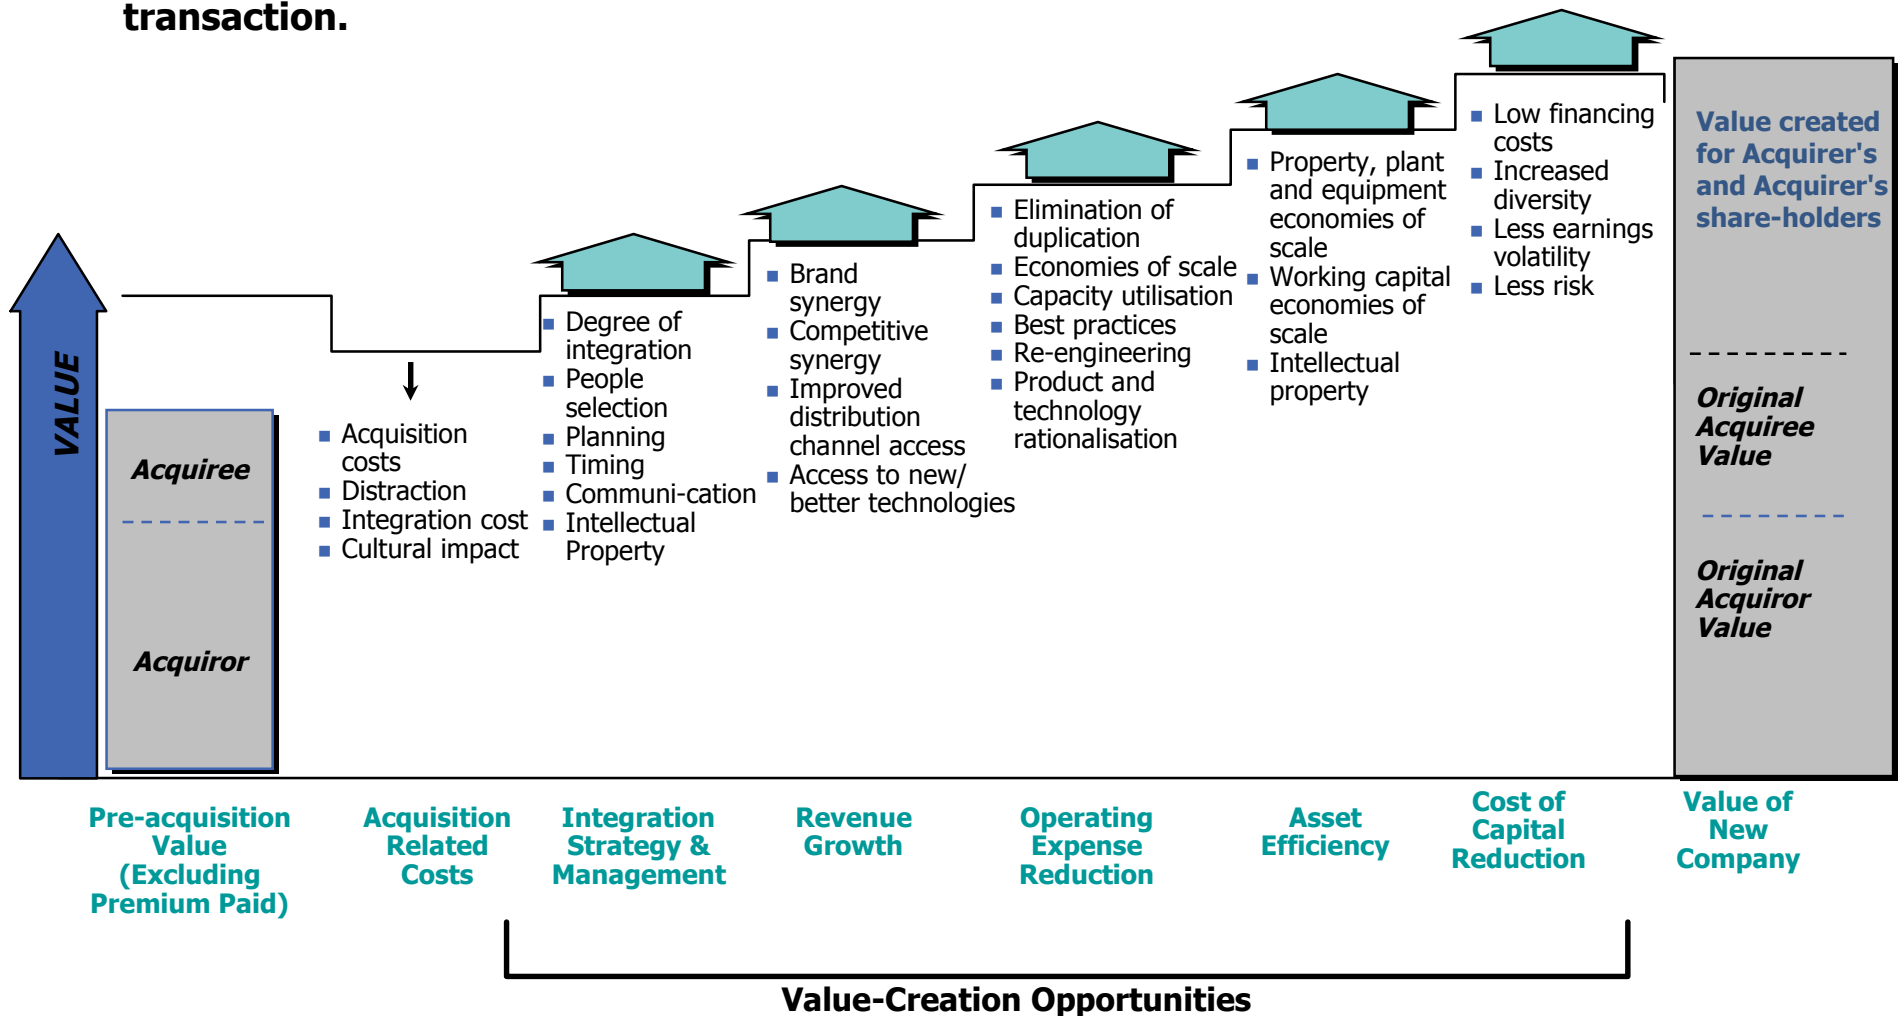 transaction.
VALUE
Acquiree
Acquiror
Acquisition
costs
Distraction
Integration cost
Cultural impact
Degree of
integration
People
selection
Planning
Timing
Communi-cation
Intellectual
Property
Brand
synergy
Competitive
synergy
Improved
distribution
channel access
Access to new/
better technologies
Elimination of
duplication
Economies of scale
Capacity utilisation
Best practices
Re-engineering
Product and
technology
rationalisation
Property, plant
and equipment
economies of
scale
Working capital
economies of
scale
Intellectual
property
Low financing
costs
Increased
diversity
Less earnings
volatility
Less risk
Value created
for Acquirer's
and Acquirer's
share-holders
Original
Acquiree
Value
Original
Acquiror
Value
Pre-acquisition
Value
(Excluding
Premium Paid)
Acquisition
Related
Costs
Integration
Strategy &
Management
Revenue
Growth
Operating
Expense
Reduction
Asset
Efficiency
Cost of
Capital
Reduction
Value of
New
Company
Value-Creation Opportunities